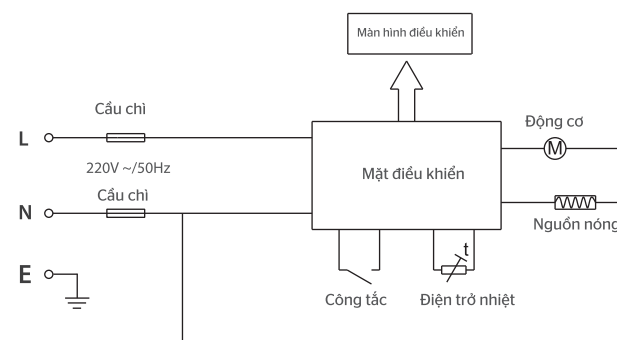 Màn hình điều khiển
Cầu chì
L
220V ~/50Hz
Cầu chì
N
E
Mặt điều khiển
Động cơ
M
Nguồn nóng
t
Công tắc
Điện trở nhiệt